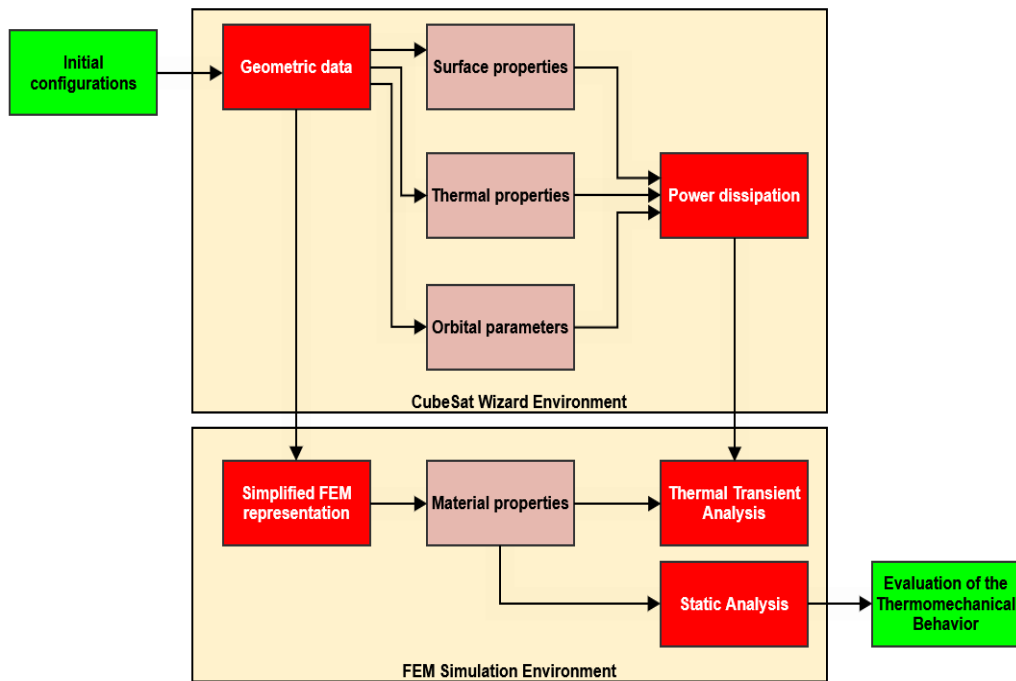 Initial
configurations
Geometric data
Surface properties
Thermal properties
Power dissipation
Orbital parameters
CubeSat Wizard Environment
Simplified FEM
representation
Material properties
Thermal Transient
Analysis
Static Analysis
Evaluation of the
Thermomechanical
Behavior
FEM Simulation Environment